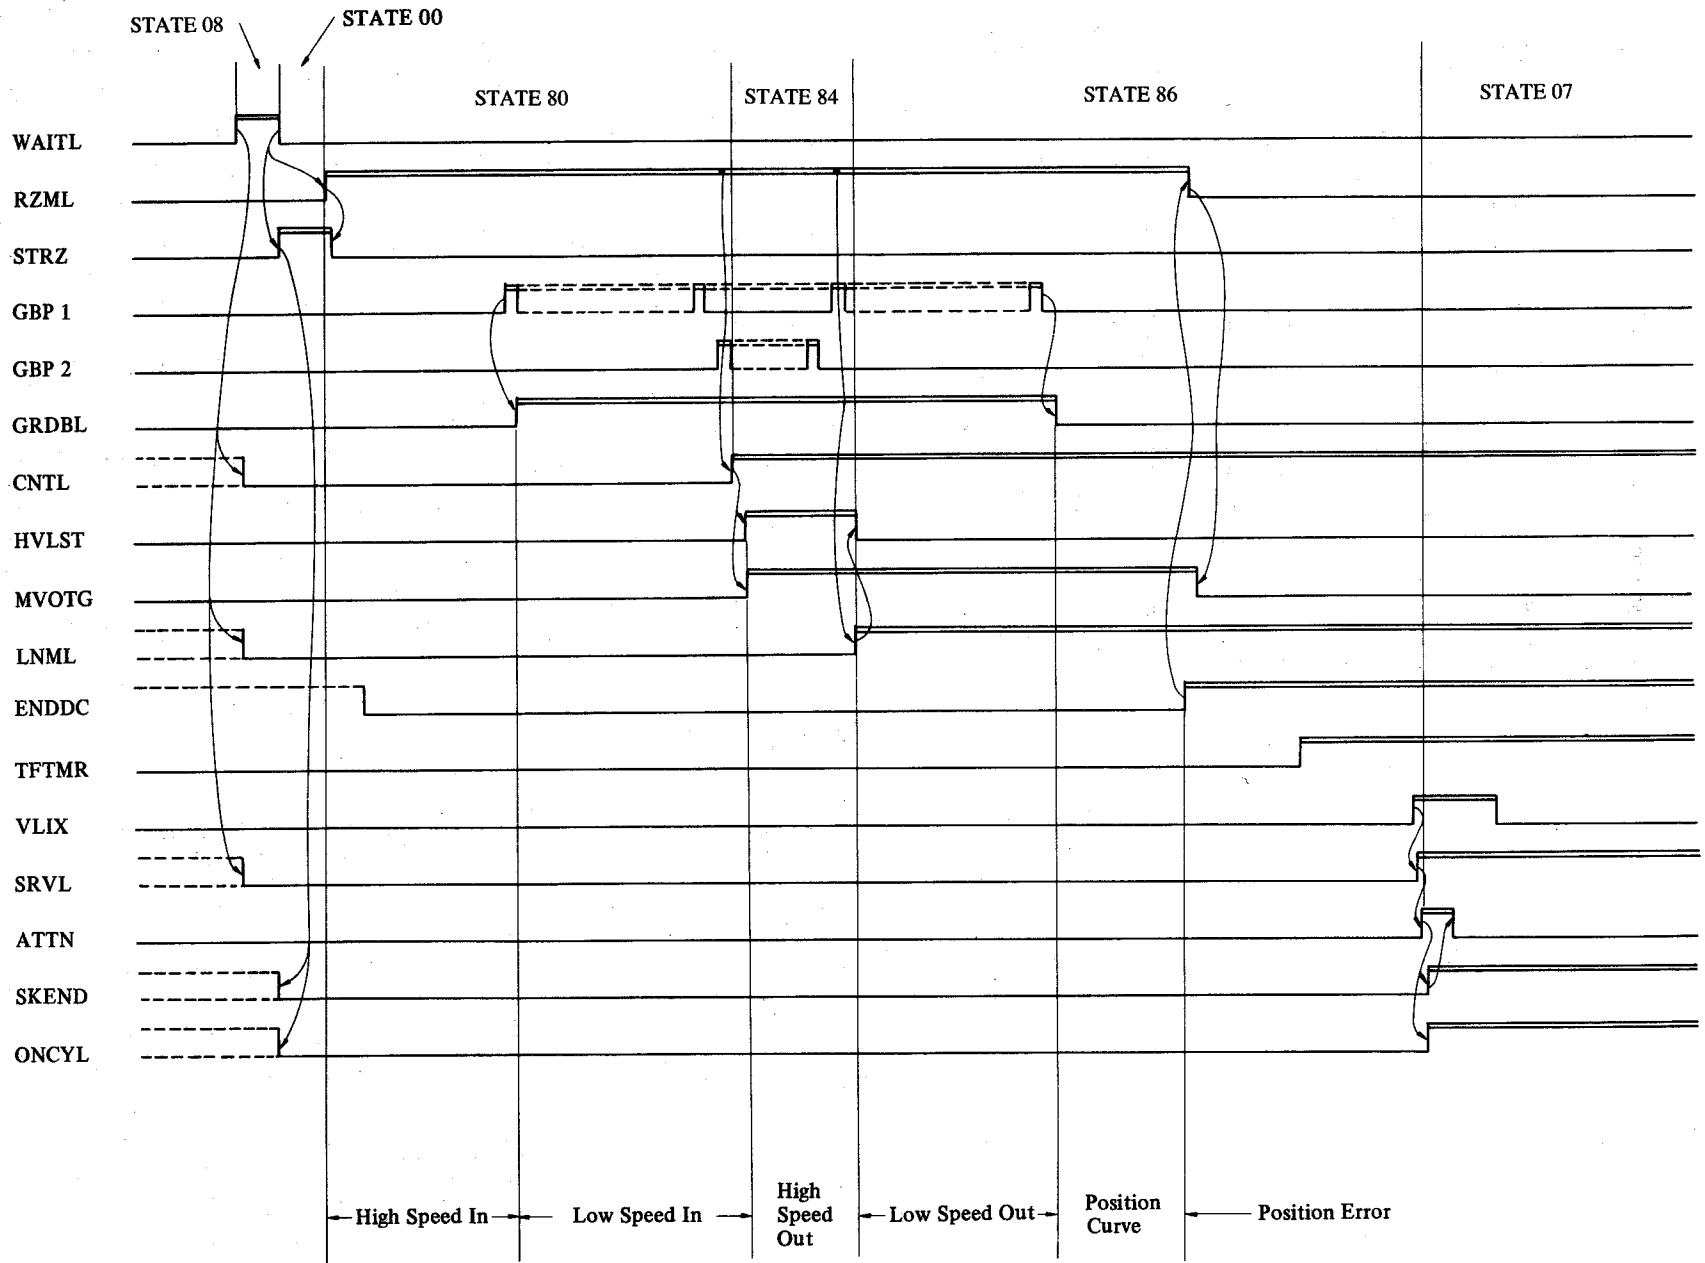 STATE 08
STATE 00
STATE 80
STATE 84
STATE 86
STATE 07
WAITL
RZML
STRZ
GBP 1
GBP 2
GRDBL
CNTL
HVLST
MVOTG
LNML
ENDDC
TFTMR
VLIX
SRVL
ATTN
SKEND
ONCYL
High Speed In
Low Speed In
High
Speed
Out
Low Speed Out
Position
Curve
Position Error